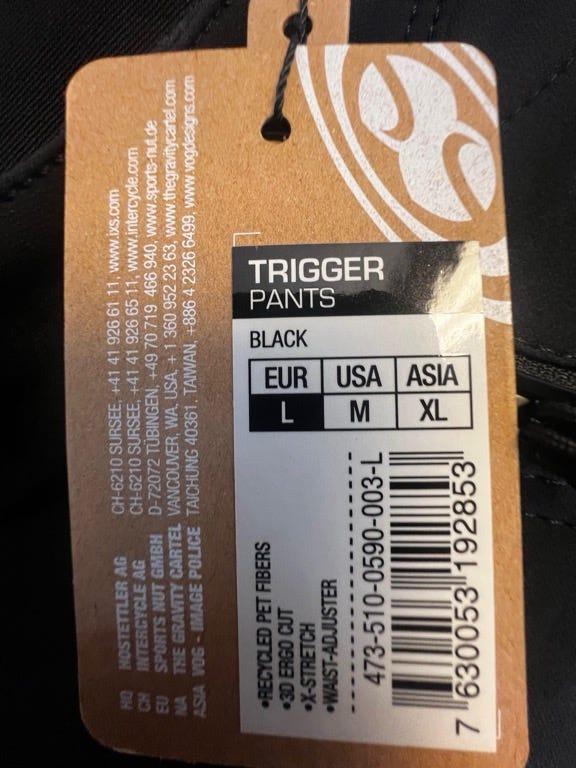 TRIGGER
PANTS
BLACK
EUR USA ASIA
L M XL
•RECYCLED PET FIBERS
•3D ERGO CUT
•X-STRETCH
•WAIST-ADJUSTER
473-510-0590-003-L
7 630053 192853
HQ HOSTETTLER AG CH-6210 SURSEE, +41 41 926 61 11, www.ixs.com
CH INTERCYCLE AG CH-6210 SURSEE, +41 41 926 65 11, www.intercycle.com
EU SPORTS NUT GMBH D-72072 TÜBINGEN, +49 70 719 466 940, www.sports-nut.de
NA THE GRAVITY CARTEL VANCOUVER, WA. USA, + 1 360 952 23 63, www.thegravitycartel.com
ASIA VOG - IMAGE POLICE TAICHUNG 40361. TAIWAN, +886 4 2326 6499, www.vogdesigns.com